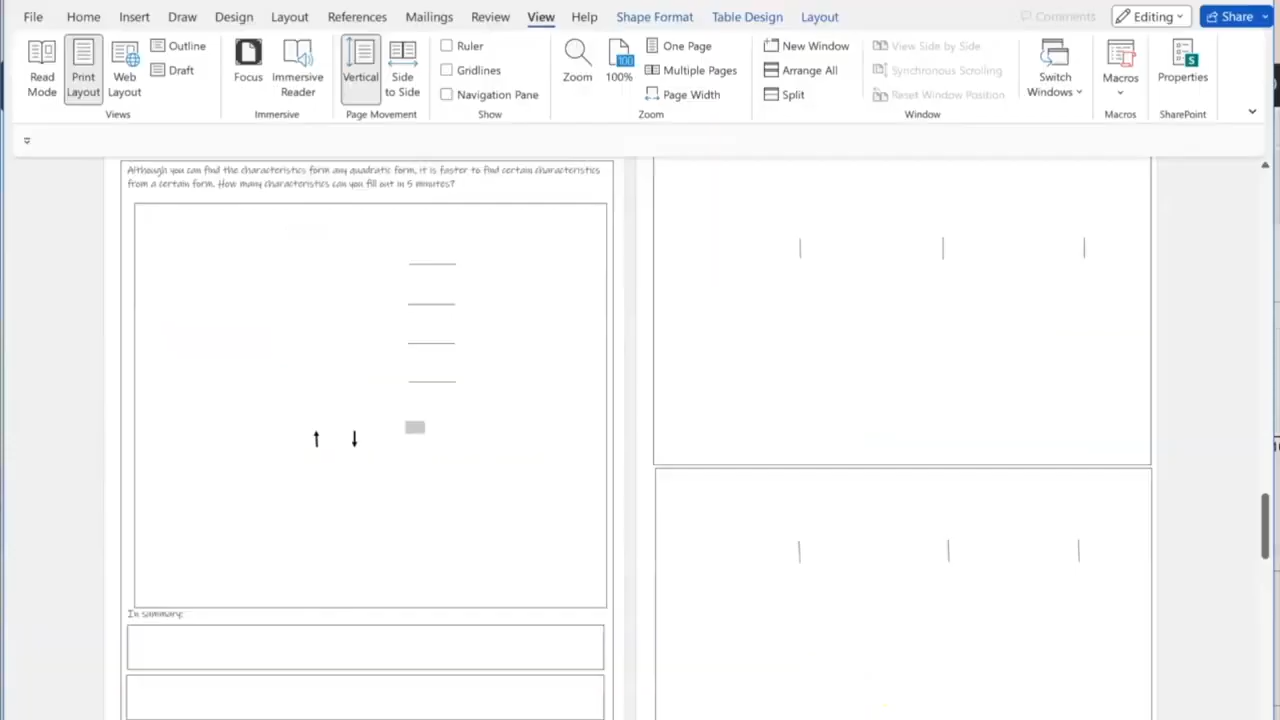 File Home Insert Draw Design Layout References Mailings Review View Help Shape Format Table Design Layout Comments Editing Share
Read Mode
Print Layout
Web Layout
Outline
Draft
Views
Focus
Immersive Reader
Immersive
Vertical
Side to Side
Page Movement
Ruler
Gridlines
Navigation Pane
Show
Zoom
100
100%
One Page
Multiple Pages
Page Width
Zoom
New Window
Arrange All
Split
View Side by Side
Synchronous Scrolling
Reset Window Position
Switch Windows
Window
Macros
Macros
S
Properties
SharePoint
Although you can find the characteristics form any quadratic form, it is faster to find certain characteristics
from a certain form. How many characteristics can you fill out in 5 minutes?
In summary: